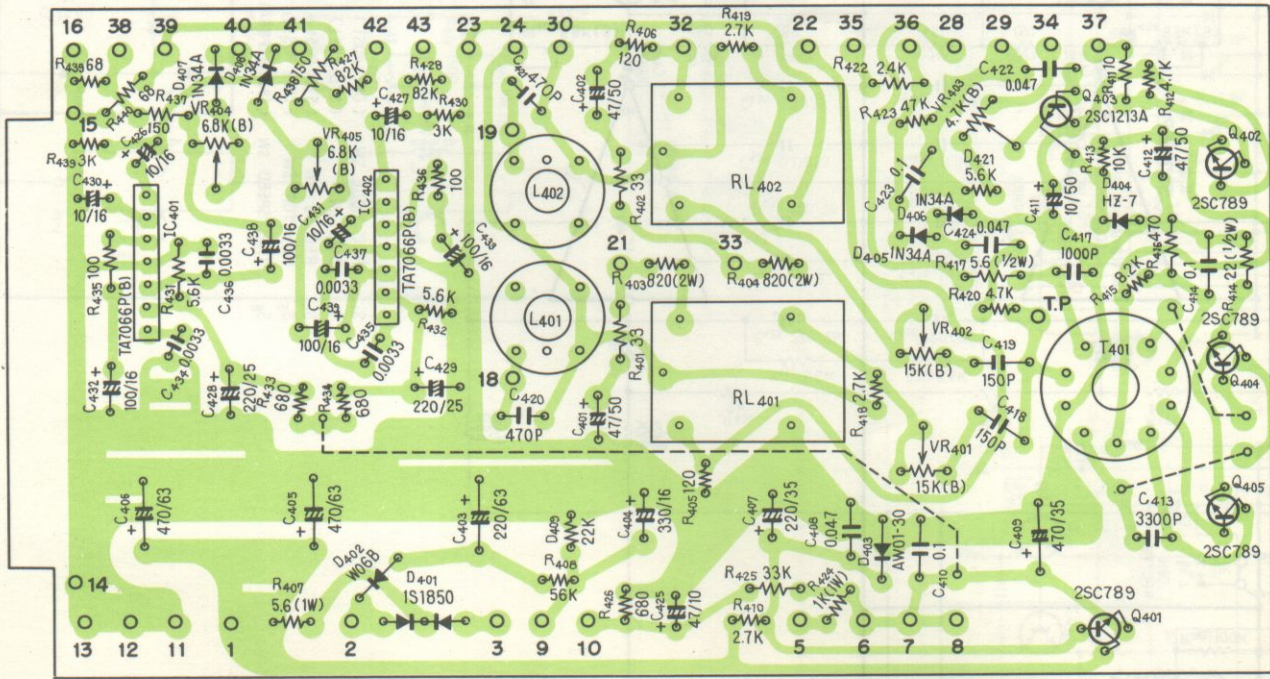 16 38 39 40 41 42 43 23 24 30 R406 120 32 R419 2.7K 22 35 36 28 29 34 37
R439 68
R440 68
D407 1N34A
1N34A
R438 150
R427 82K
R428 82K
C421 470P
C402 47/50
R422 2.4K
R423 47K
VR403 4.7K(B)
C422 0.047
Q403 2SC1213A
R411 10
R412 4.7K
15
R437 150
VR404 6.8K(B)
C427 10/16
R430 3K
19
R413 10K
C412 47/50
Q402
2SC789
R439 3K
C426 10/16
VR405 6.8K (B)
R436 100
L402
R402 33
RL402
C423 0.1
D421 5.6K
C411 10/50
D404 HZ-7
C430 10/16
IC401
TA7066P(B)
C431 10/16
IC402
TA7066P(B)
C433 100/16
1N34A
D406
C424 0.047
D405 1N34A
R417 5.6(1/2W)
C417 1000P
R416 470
C414 0.1
R414 22(1/2W)
R435 100
R431 5.6K
C436 0.0033
C438 100/16
C437 0.0033
21
R403 820(2W)
33
R404 820(2W)
R415 8.2K
R420 4.7K
T.P
C434 0.0033
C439 100/16
C435 0.0033
5.6K R432
L401
R401 33
RL401
VR402 15K(B)
C419 150P
T401
2SC789
Q404
C432 100/16
C428 220/25
R433 680
R434 680
C429 220/25
18
C420 470P
C401 47/50
R418 2.7K
C418 150P
VR401 15K(B)
C406 470/63
C405 470/63
C403 220/63
D409 22K
C404 330/16
R405 120
C407 220/35
C408 0.047
D403 AW01-30
C410 0.1
C409 470/35
C413 3300P
Q405
2SC789
14
R407 5.6(1W)
D402 W06B
D401 1S1850
R408 56K
R426 680
C425 47/10
R425 33K
R410 2.7K
R424 1K(1W)
2SC789
Q401
13 12 11 1 2 3 9 10 5 6 7 8